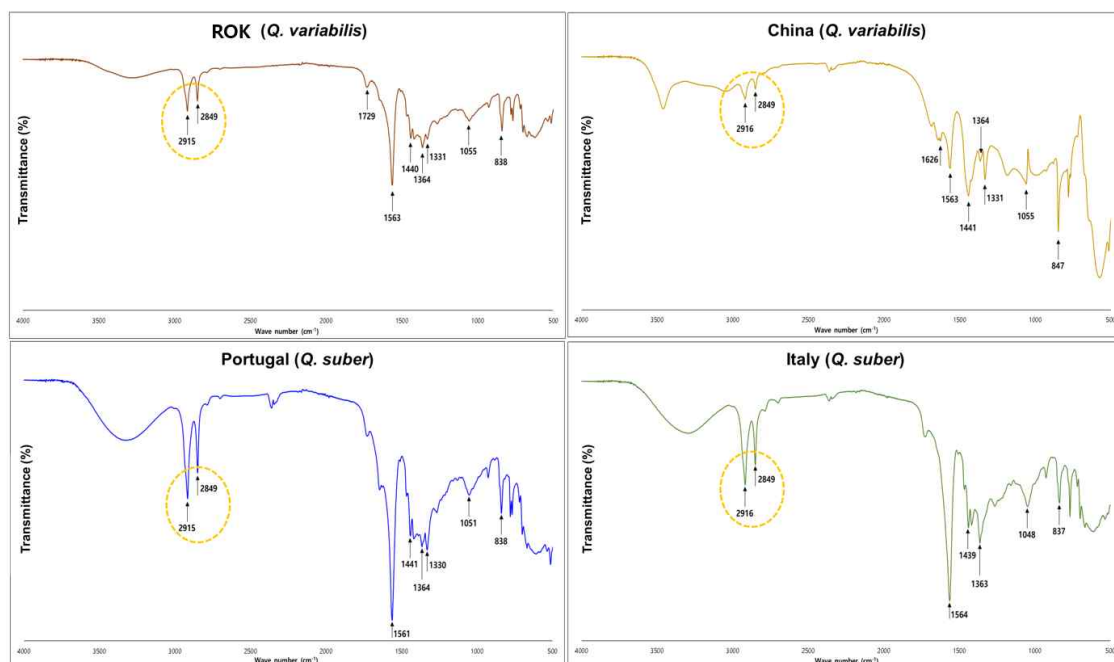 ROK (Q. variabilis)
Transmittance (%)
2915
2849
1729
1563
1440
1364
1331
1055
838
4000 3500 3000 2500 2000 1500 1000 500
Wave number (cm⁻¹)
China (Q. variabilis)
Transmittance (%)
2916
2849
1626
1563
1441
1364
1331
1055
847
4000 3500 3000 2500 2000 1500 1000 500
Wave number (cm⁻¹)
Portugal (Q. suber)
Transmittance (%)
2915
2849
1561
1441
1364
1330
1051
838
4000 3500 3000 2500 2000 1500 1000 500
Wave number (cm⁻¹)
Italy (Q. suber)
Transmittance (%)
2916
2849
1564
1439
1363
1048
837
4000 3500 3000 2500 2000 1500 1000 500
Wave number (cm⁻¹)